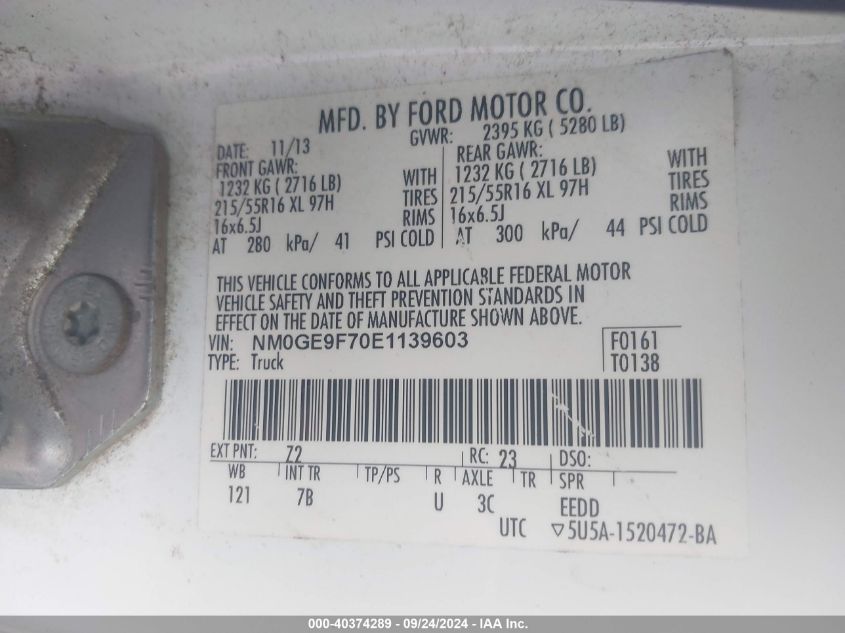 MFD. BY FORD MOTOR CO.
DATE: 11/13 GVWR: 2395 KG ( 5280 LB)
FRONT GAWR: REAR GAWR:
1232 KG ( 2716 LB) WITH 1232 KG ( 2716 LB) WITH
215/55R16 XL 97H TIRES 215/55R16 XL 97H TIRES
16x6.5J RIMS 16x6.5J RIMS
AT 280 kPa/ 41 PSI COLD AT 300 kPa/ 44 PSI COLD
THIS VEHICLE CONFORMS TO ALL APPLICABLE FEDERAL MOTOR
VEHICLE SAFETY AND THEFT PREVENTION STANDARDS IN
EFFECT ON THE DATE OF MANUFACTURE SHOWN ABOVE.
VIN: NM0GE9F70E1139603 F0161
TYPE: Truck T0138
EXT PNT: Z2 RC: 23 DSO:
WB INT TR TP/PS R AXLE TR SPR
121 7B U 3C EEDD
UTC ▽5U5A-1520472-BA
000-40374289 - 09/24/2024 - IAA Inc.